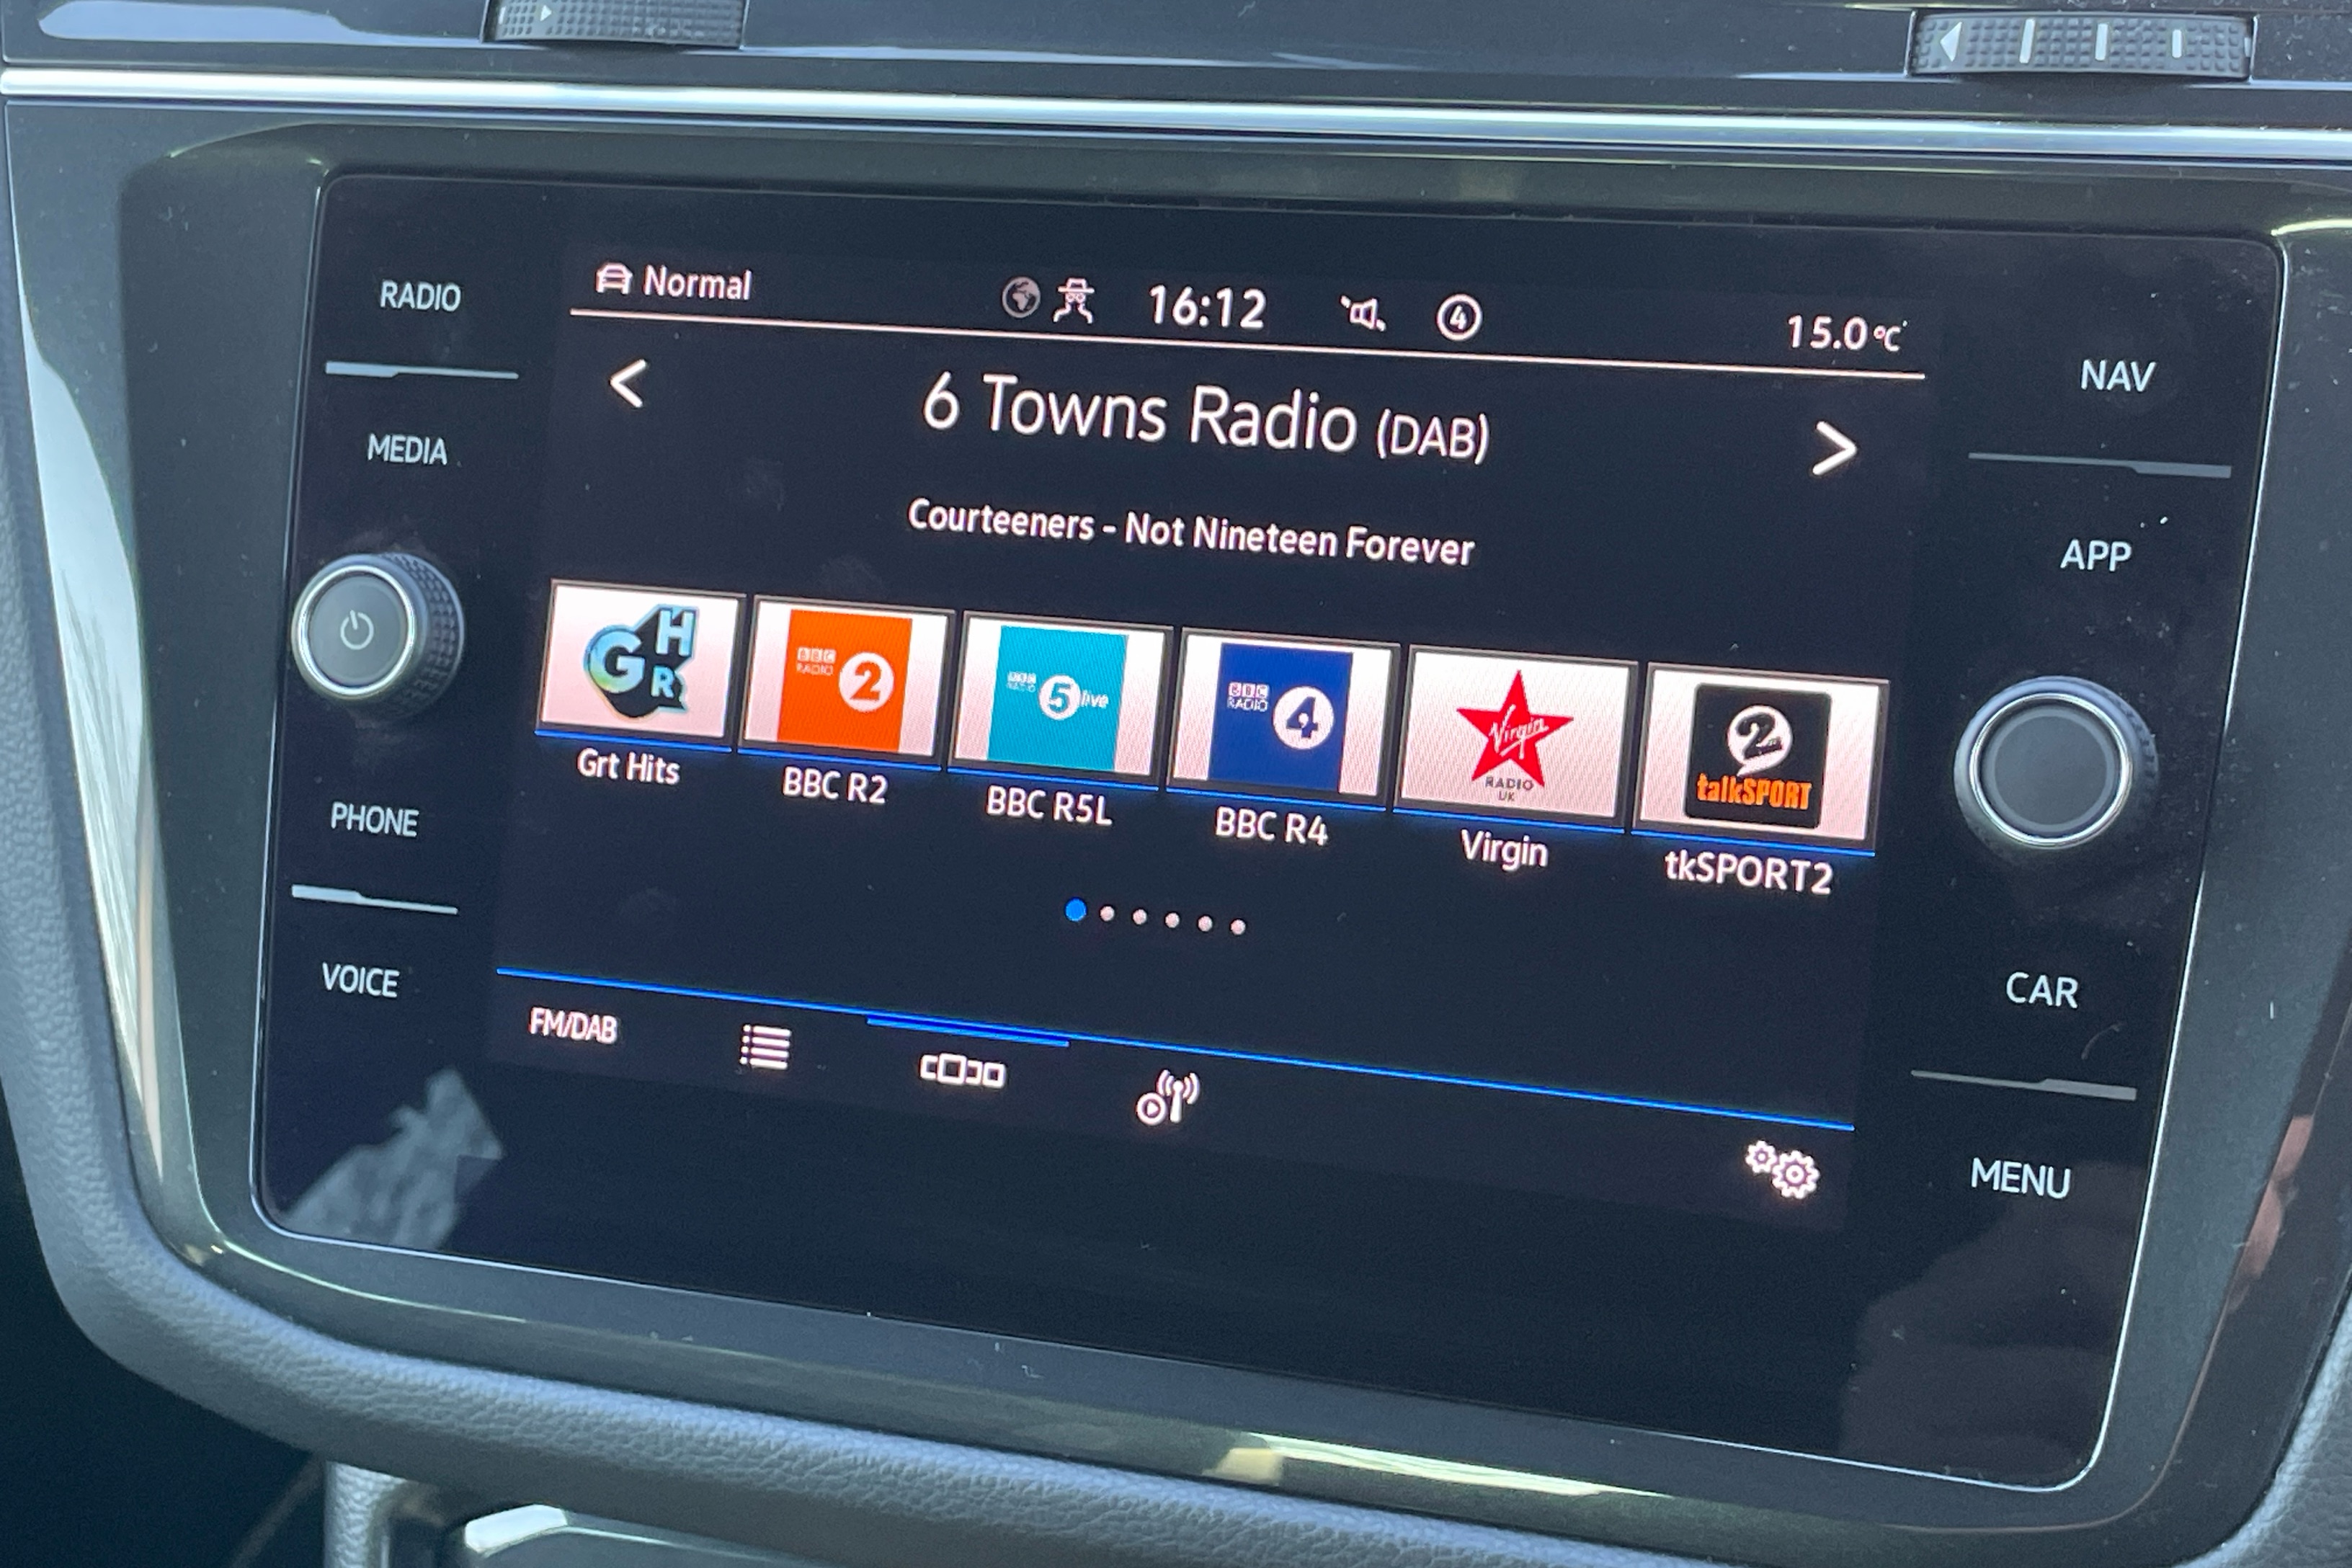 RADIO
MEDIA
PHONE
VOICE
Normal
16:12
4
15.0°C
< 6 Towns Radio (DAB) >
Courteeners - Not Nineteen Forever
GHR
BBC RADIO 2
BBC RADIO 5 live
BBC RADIO 4
Virgin RADIO UK
2 talkSPORT
Grt Hits
BBC R2
BBC R5L
BBC R4
Virgin
tkSPORT2
FM/DAB
NAV
APP
CAR
MENU